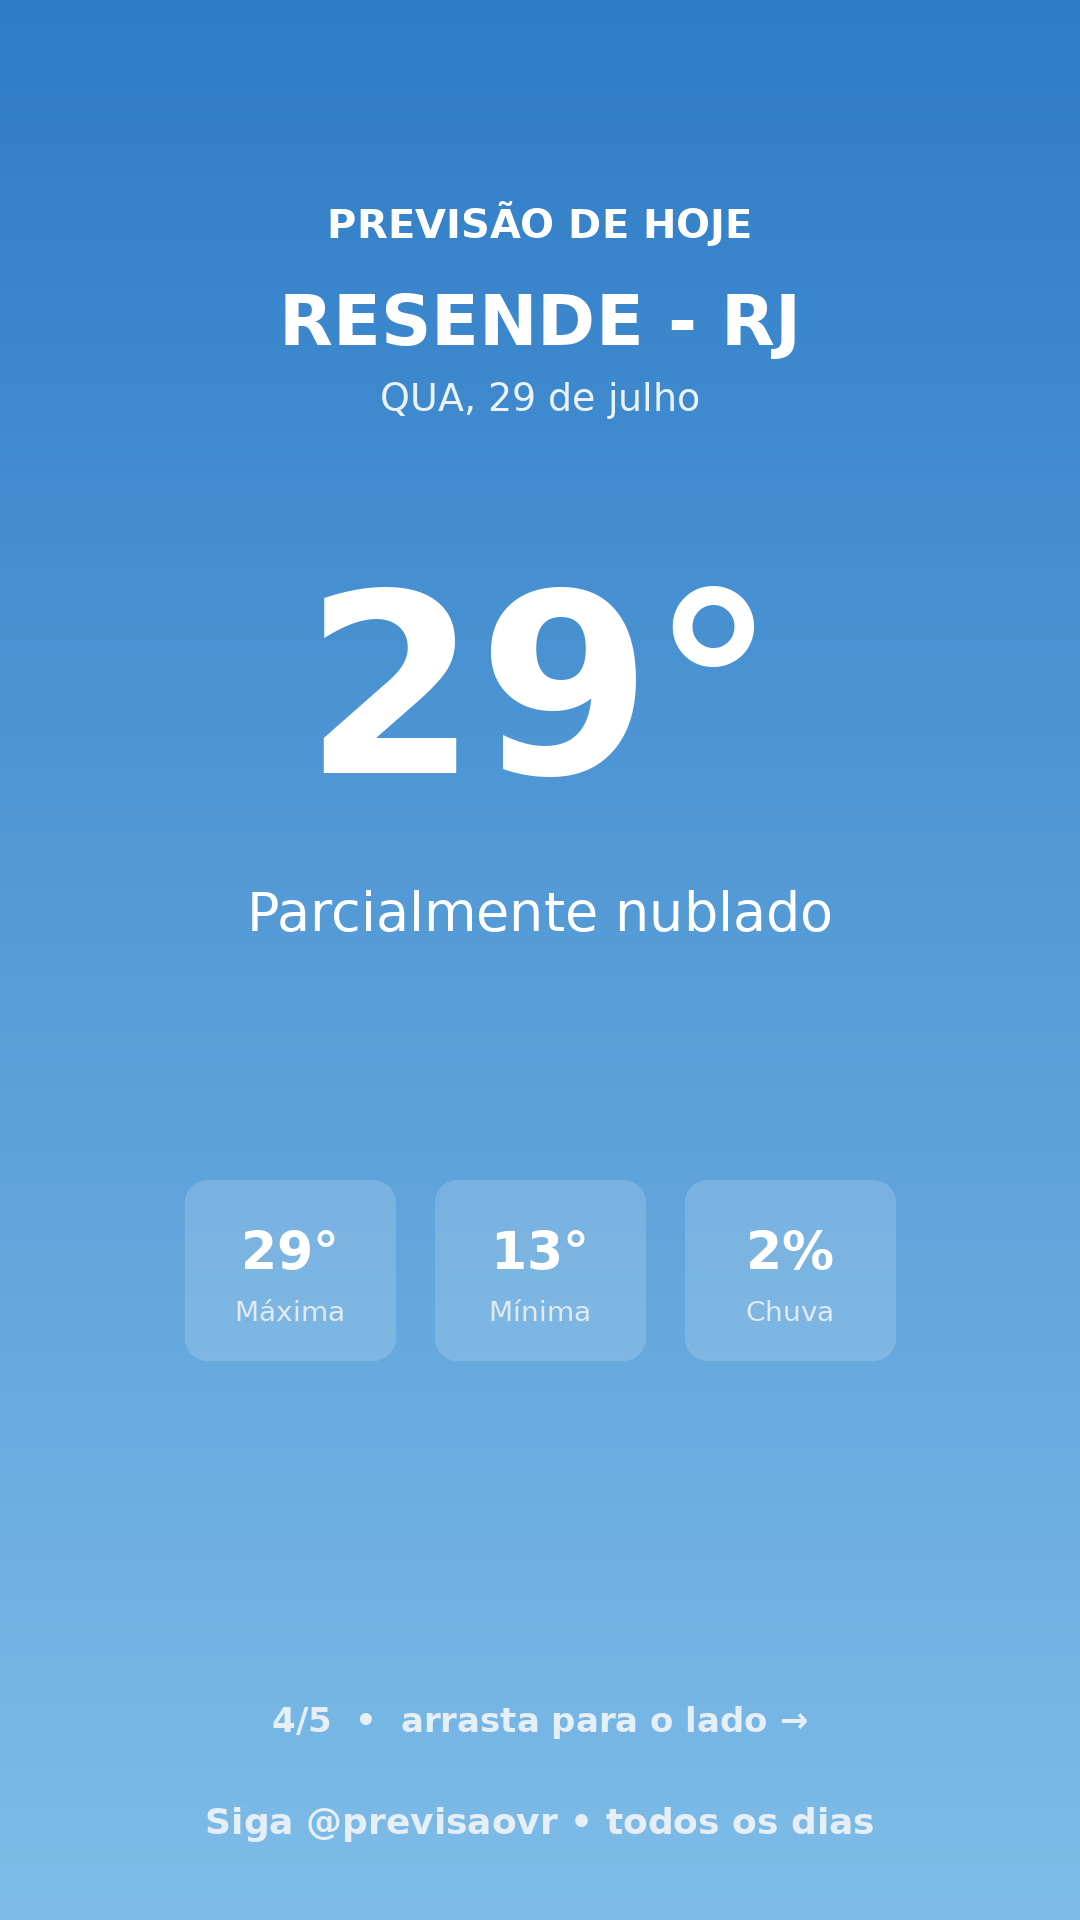 PREVISÃO DE HOJE
RESENDE - RJ
QUA, 29 de julho
29°
Parcialmente nublado
29°
Máxima
13°
Mínima
2%
Chuva
4/5 • arrasta para o lado →
Siga @previsaovr • todos os dias